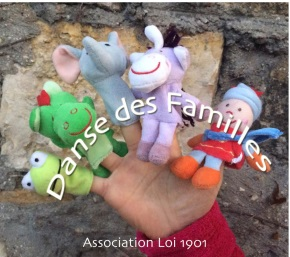 Danse des Familles
Association Loi 1901